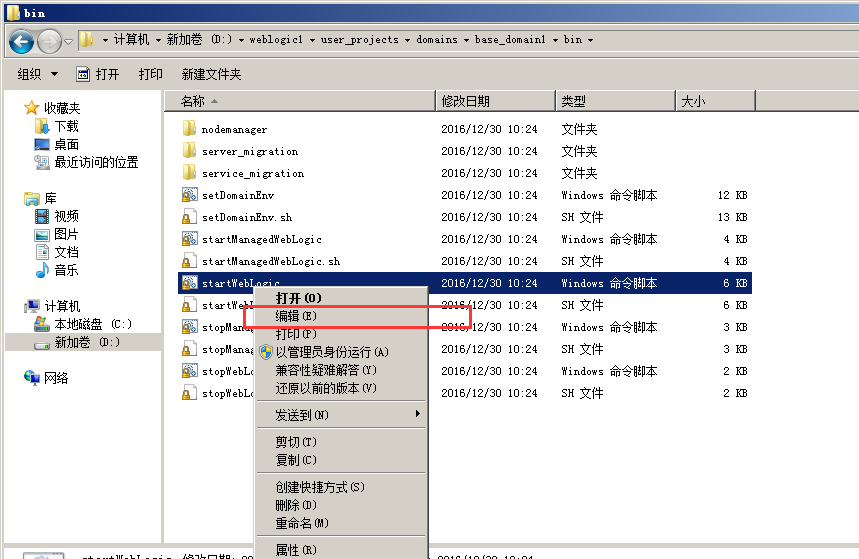 bin
计算机 新加卷 (D:) weblogic1 user_projects domains base_domain1 bin
组织 打开 打印 新建文件夹
收藏夹
下载
桌面
最近访问的位置
库
视频
图片
文档
音乐
计算机
本地磁盘 (C:)
新加卷 (D:)
网络
名称 修改日期 类型 大小
nodemanager 2016/12/30 10:24 文件夹
server_migration 2016/12/30 10:24 文件夹
service_migration 2016/12/30 10:24 文件夹
setDomainEnv 2016/12/30 10:24 Windows 命令脚本 12 KB
setDomainEnv.sh 2016/12/30 10:24 SH 文件 13 KB
startManagedWebLogic 2016/12/30 10:24 Windows 命令脚本 4 KB
startManagedWebLogic.sh 2016/12/30 10:24 SH 文件 4 KB
startWebLogic 2016/12/30 10:24 Windows 命令脚本 6 KB
startWebL 2016/12/30 10:24 SH 文件 6 KB
stopManag 2016/12/30 10:24 Windows 命令脚本 3 KB
stopManag 2016/12/30 10:24 SH 文件 3 KB
stopWebLo 2016/12/30 10:24 Windows 命令脚本 2 KB
stopWebLo 2016/12/30 10:24 SH 文件 2 KB
打开(O)
编辑(E)
打印(P)
以管理员身份运行(A)
兼容性疑难解答(Y)
还原以前的版本(V)
发送到(N)
剪切(T)
复制(C)
创建快捷方式(S)
删除(D)
重命名(M)
属性(R)
startWebLogic 修改日期: 20